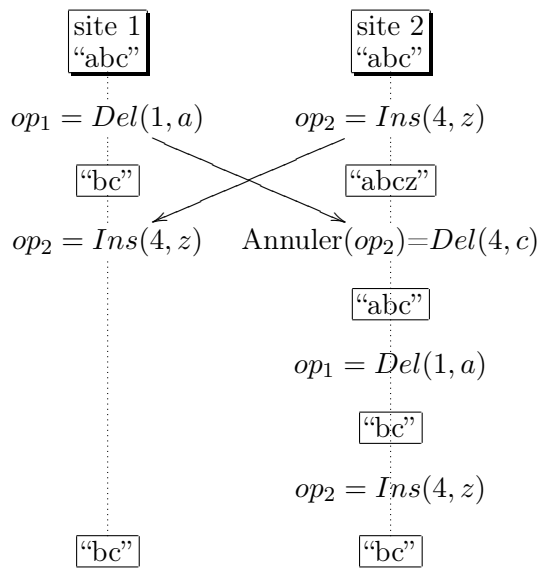 site 1
“abc”
site 2
“abc”
op1 = Del(1, a)
op2 = Ins(4, z)
“bc”
“abcz”
op2 = Ins(4, z)
Annuler(op2)=Del(4, c)
“abc”
op1 = Del(1, a)
“bc”
op2 = Ins(4, z)
“bc”
“bc”